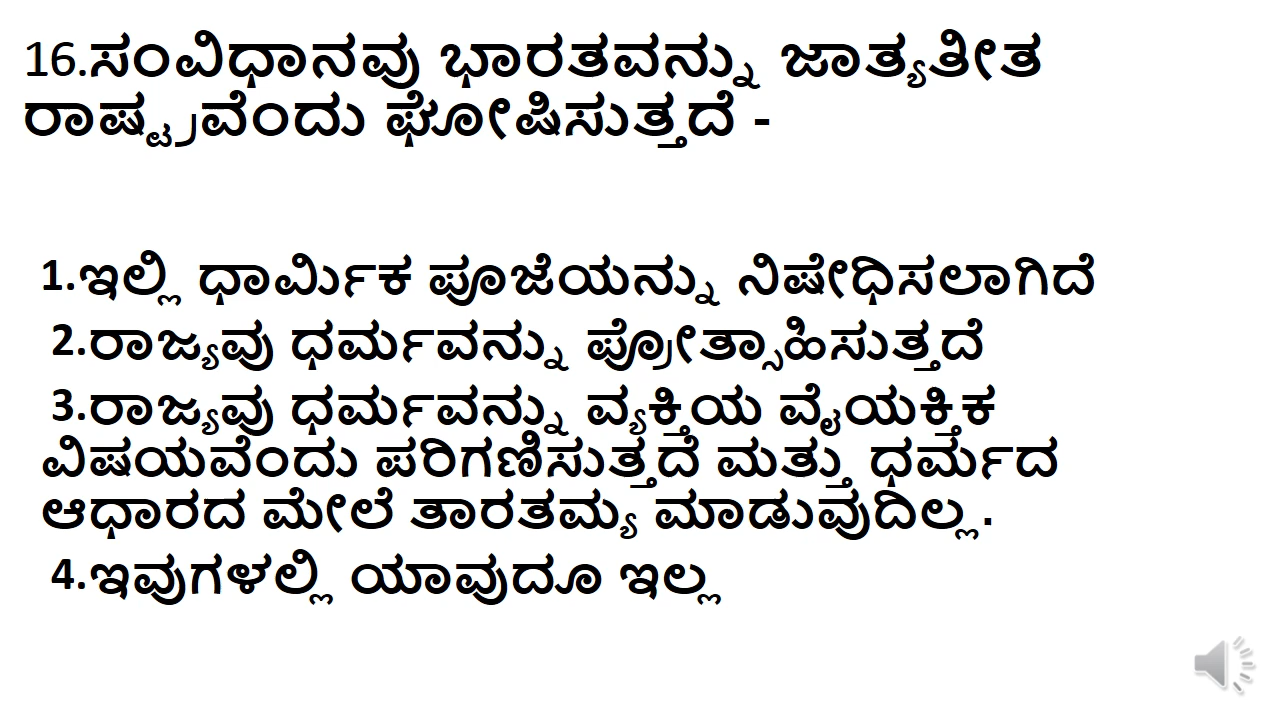 16.ಸಂವಿಧಾನವು ಭಾರತವನ್ನು ಜಾತ್ಯತೀತ
ರಾಷ್ಟ್ರವೆಂದು ಘೋಷಿಸುತ್ತದೆ -
1.ಇಲ್ಲಿ ಧಾರ್ಮಿಕ ಪೂಜೆಯನ್ನು ನಿಷೇಧಿಸಲಾಗಿದೆ
2.ರಾಜ್ಯವು ಧರ್ಮವನ್ನು ಪ್ರೋತ್ಸಾಹಿಸುತ್ತದೆ
3.ರಾಜ್ಯವು ಧರ್ಮವನ್ನು ವ್ಯಕ್ತಿಯ ವೈಯಕ್ತಿಕ
ವಿಷಯವೆಂದು ಪರಿಗಣಿಸುತ್ತದೆ ಮತ್ತು ಧರ್ಮದ
ಆಧಾರದ ಮೇಲೆ ತಾರತಮ್ಯ ಮಾಡುವುದಿಲ್ಲ.
4.ಇವುಗಳಲ್ಲಿ ಯಾವುದೂ ಇಲ್ಲ